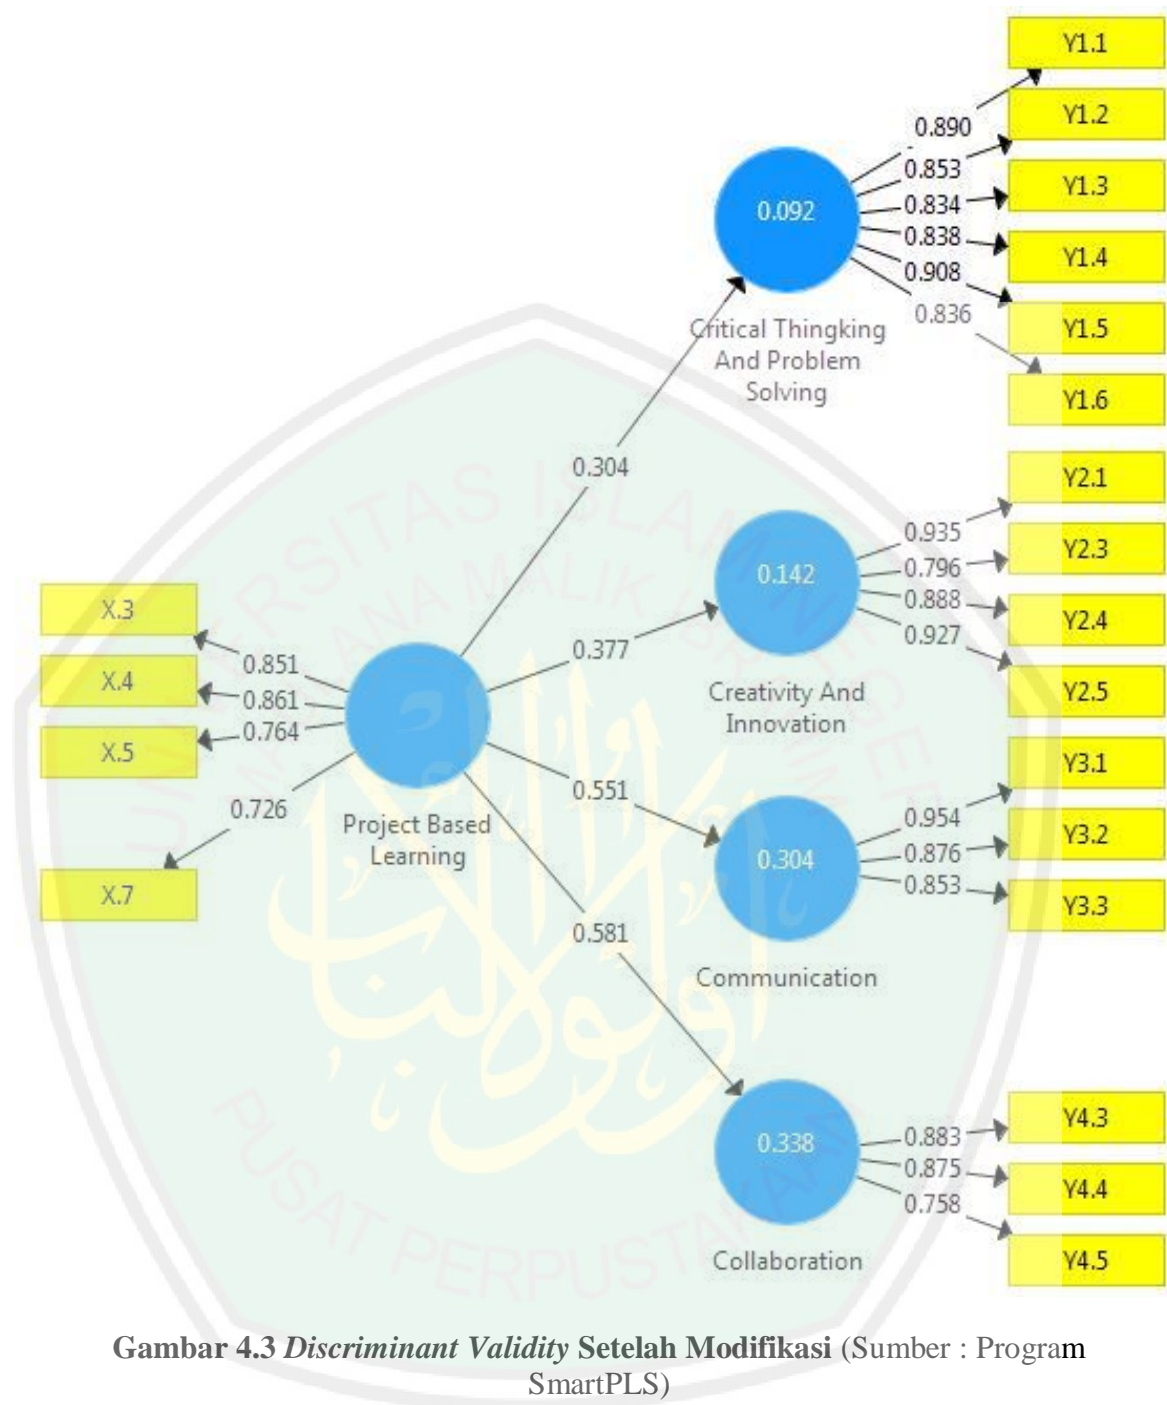 Y1.1
Y1.2
Y1.3
Y1.4
Y1.5
Y1.6
0.890
0.853
0.834
0.838
0.908
0.836
0.092
Critical Thingking
And Problem
Solving
0.304
Y2.1
Y2.3
Y2.4
Y2.5
0.935
0.796
0.888
0.927
0.142
Creativity And
Innovation
0.377
X.3
X.4
X.5
X.7
0.851
0.861
0.764
0.726
Project Based
Learning
0.551
Y3.1
Y3.2
Y3.3
0.954
0.876
0.853
0.304
Communication
0.581
Y4.3
Y4.4
Y4.5
0.883
0.875
0.758
0.338
Collaboration
PUSAT PERPUSTAKAAN
Gambar 4.3 Discriminant Validity Setelah Modifikasi (Sumber : Program
SmartPLS)